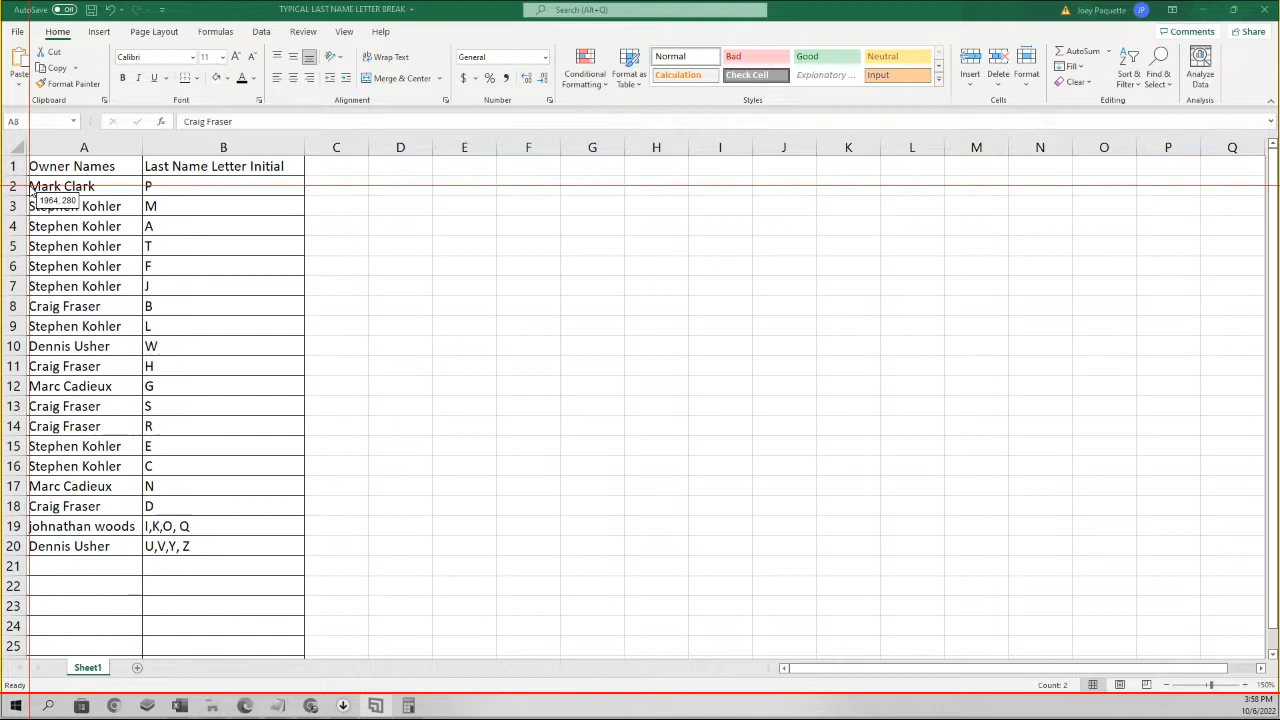 AutoSave Off TYPICAL LAST NAME LETTER BREAK Search (Alt+Q) Joey Paquette JP
File Home Insert Page Layout Formulas Data Review View Help Comments Share
Paste Cut Copy Format Painter
Calibri 11 Wrap Text General
B I U Merge & Center $ % ,
Conditional Formatting Format as Table
Normal Bad Good Neutral
Calculation Check Cell Explanatory ... Input
Insert Delete Format
AutoSum Fill Clear
Sort & Filter Find & Select Analyze Data
Clipboard Font Alignment Number Styles Cells Editing Analysis
A8 fx Craig Fraser
A B C D E F G H I J K L M N O P Q
1 Owner Names Last Name Letter Initial
2 Mark Clark P
1964, 280
3 Stephen Kohler M
4 Stephen Kohler A
5 Stephen Kohler T
6 Stephen Kohler F
7 Stephen Kohler J
8 Craig Fraser B
9 Stephen Kohler L
10 Dennis Usher W
11 Craig Fraser H
12 Marc Cadieux G
13 Craig Fraser S
14 Craig Fraser R
15 Stephen Kohler E
16 Stephen Kohler C
17 Marc Cadieux N
18 Craig Fraser D
19 johnathan woods I,K,O, Q
20 Dennis Usher U,V,Y, Z
21
22
23
24
25
Sheet1
Ready Count: 2 150%
3:58 PM
10/6/2022